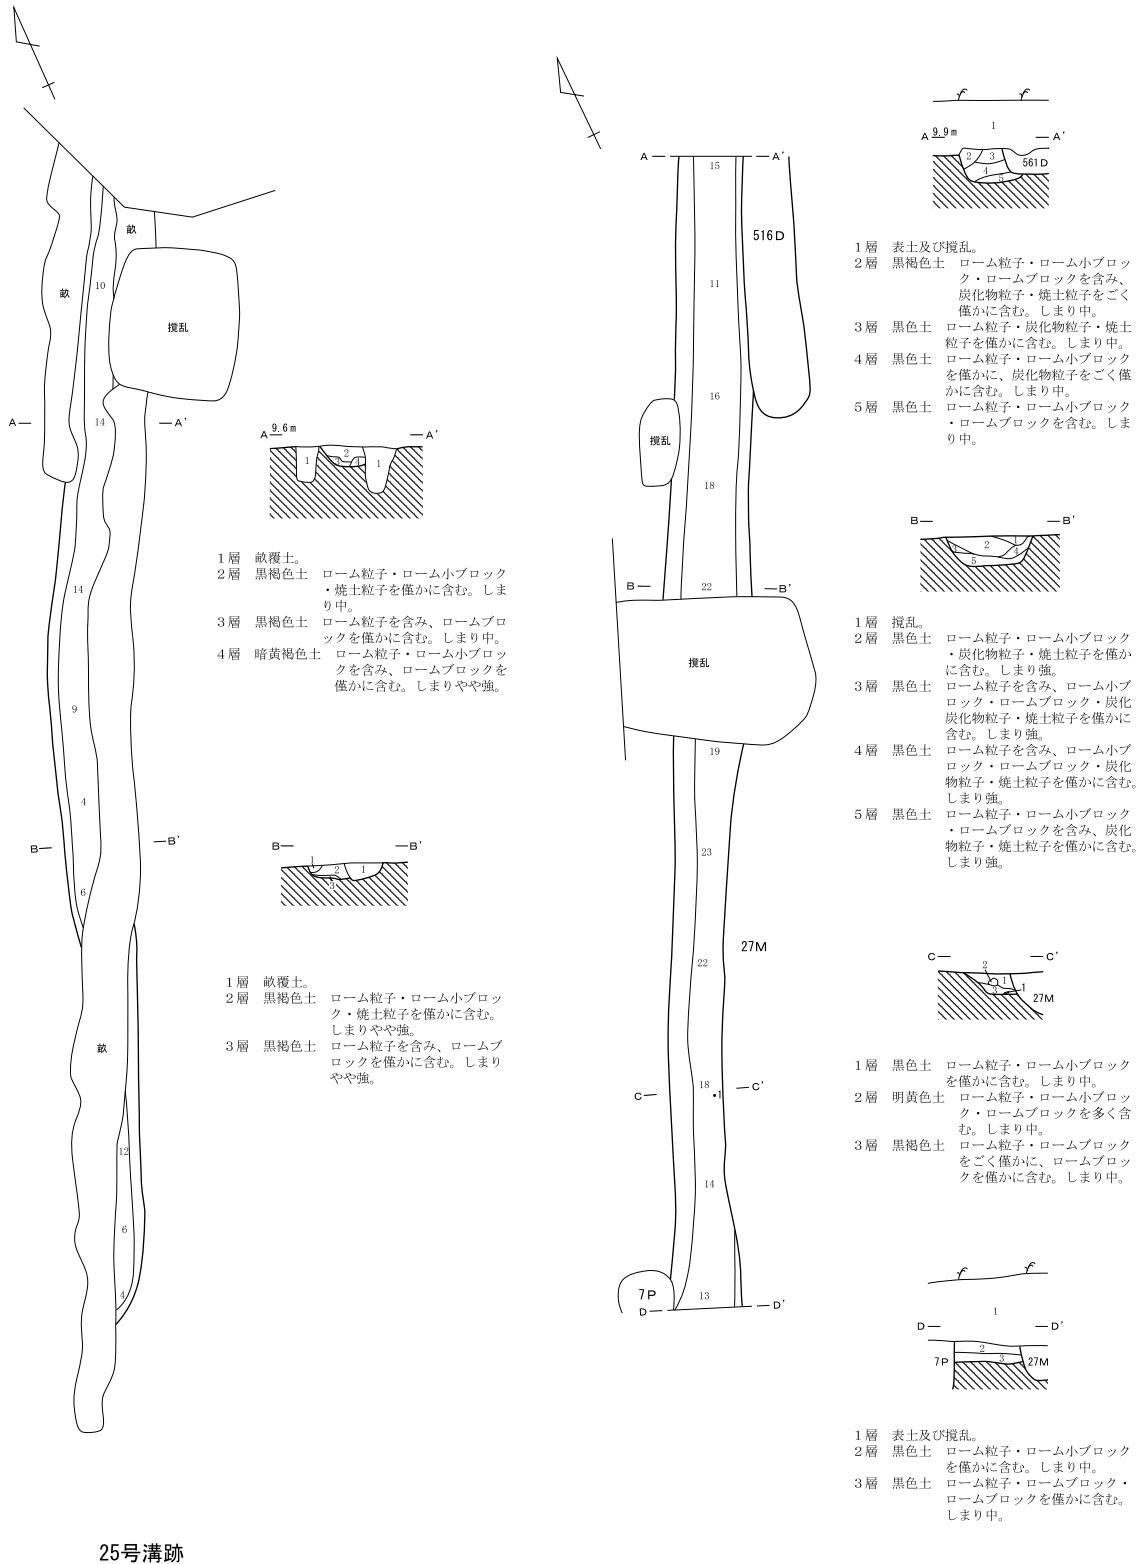 畝
畝
10
撹乱
A
14
A'
14
9
4
B
B'
6
畝
12
6
4
A 9.6m A'
1
2
3
4
1
1層　畝覆土。
2層　黒褐色土　ローム粒子・ローム小ブロック
・焼土粒子を僅かに含む。しま
り中。
3層　黒褐色土　ローム粒子を含み、ロームブロ
ックを僅かに含む。しまり中。
4層　暗黄褐色土　ローム粒子・ローム小ブロッ
クを含み、ロームブロックを
僅かに含む。しまりやや強。
B B'
1
2
1
3
1層　畝覆土。
2層　黒褐色土　ローム粒子・ローム小ブロッ
ク・焼土粒子を僅かに含む。
しまりやや強。
3層　黒褐色土　ローム粒子を含み、ロームブ
ロックを僅かに含む。しまり
やや強。
25号溝跡
A A'
15
516D
11
16
撹乱
18
B
22
B'
撹乱
19
23
27M
22
C
18
・1
C'
14
7P
13
D D'
1
A 9.9m A'
2
3
561D
4
5
1層　表土及び撹乱。
2層　黒褐色土　ローム粒子・ローム小ブロッ
ク・ロームブロックを含み、
炭化物粒子・焼土粒子をごく
僅かに含む。しまり中。
3層　黒色土　ローム粒子・炭化物粒子・焼土
粒子を僅かに含む。しまり中。
4層　黒色土　ローム粒子・ローム小ブロック
を僅かに、炭化物粒子をごく僅
かに含む。しまり中。
5層　黒色土　ローム粒子・ローム小ブロック
・ロームブロックを含む。しま
り中。
B B'
1
2
3
4
5
1層　撹乱。
2層　黒色土　ローム粒子・ローム小ブロック
・炭化物粒子・焼土粒子を僅か
に含む。しまり強。
3層　黒色土　ローム粒子を含み、ローム小ブ
ロック・ロームブロック・炭化
炭化物粒子・焼土粒子を僅かに
含む。しまり強。
4層　黒色土　ローム粒子を含み、ローム小ブ
ロック・ロームブロック・炭化
物粒子・焼土粒子を僅かに含む。
しまり強。
5層　黒色土　ローム粒子・ローム小ブロック
・ロームブロックを含み、炭化
物粒子・焼土粒子を僅かに含む。
しまり強。
C C'
2
1
3
1
27M
1層　黒色土　ローム粒子・ローム小ブロック
を僅かに含む。しまり中。
2層　明黄色土　ローム粒子・ローム小ブロッ
ク・ロームブロックを多く含
む。しまり中。
3層　黒褐色土　ローム粒子・ロームブロック
をごく僅かに、ロームブロッ
クを僅かに含む。しまり中。
1
D D'
2
7P
3
27M
1層　表土及び撹乱。
2層　黒色土　ローム粒子・ローム小ブロック
を僅かに含む。しまり中。
3層　黒色土　ローム粒子・ロームブロック・
ロームブロックを僅かに含む。
しまり中。